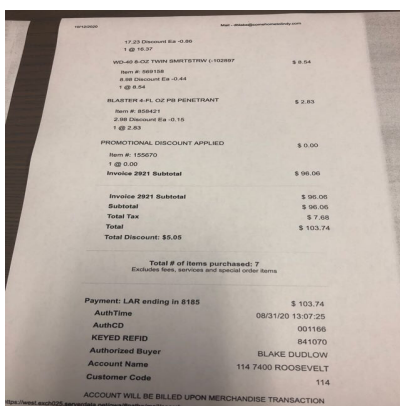 10/12/2020 Mail -
17.23 Discount Ea -0.86
1 @ 16.37
WD-40 8-OZ TWIN SMRTSTRW (-102897 $ 8.54
Item #: 569158
8.98 Discount Ea -0.44
1 @ 8.54
BLASTER 4-FL OZ PB PENETRANT $ 2.83
Item #: 858421
2.98 Discount Ea -0.15
1 @ 2.83
PROMOTIONAL DISCOUNT APPLIED $ 0.00
Item #: 155670
1 @ 0.00
Invoice 2921 Subtotal $ 96.06
Invoice 2921 Subtotal $ 96.06
Subtotal $ 96.06
Total Tax $ 7.68
Total $ 103.74
Total Discount: $5.05
Total # of items purchased: 7
Excludes fees, services and special order items
Payment: LAR ending in 8185 $ 103.74
AuthTime 08/31/20 13:07:25
AuthCD 001166
KEYED REFID 841070
Authorized Buyer BLAKE DUDLOW
Account Name 114 7400 ROOSEVELT
Customer Code 114
ACCOUNT WILL BE BILLED UPON MERCHANDISE TRANSACTION